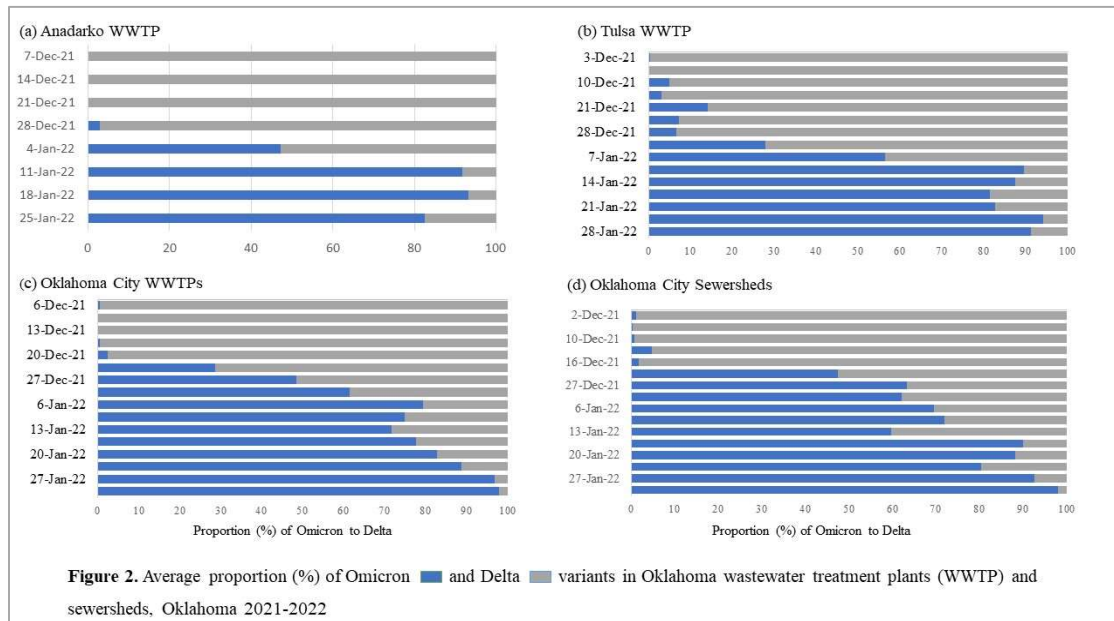 (a) Anadarko WWTP
7-Dec-21
14-Dec-21
21-Dec-21
28-Dec-21
4-Jan-22
11-Jan-22
18-Jan-22
25-Jan-22
0 20 40 60 80 100
(b) Tulsa WWTP
3-Dec-21
10-Dec-21
21-Dec-21
28-Dec-21
7-Jan-22
14-Jan-22
21-Jan-22
28-Jan-22
0 10 20 30 40 50 60 70 80 90 100
(c) Oklahoma City WWTPs
6-Dec-21
13-Dec-21
20-Dec-21
27-Dec-21
6-Jan-22
13-Jan-22
20-Jan-22
27-Jan-22
0 10 20 30 40 50 60 70 80 90 100
Proportion (%) of Omicron to Delta
(d) Oklahoma City Sewersheds
2-Dec-21
10-Dec-21
16-Dec-21
27-Dec-21
6-Jan-22
13-Jan-22
20-Jan-22
27-Jan-22
0 10 20 30 40 50 60 70 80 90 100
Proportion (%) of Omicron to Delta
Figure 2. Average proportion (%) of Omicron and Delta variants in Oklahoma wastewater treatment plants (WWTP) and
sewersheds, Oklahoma 2021-2022